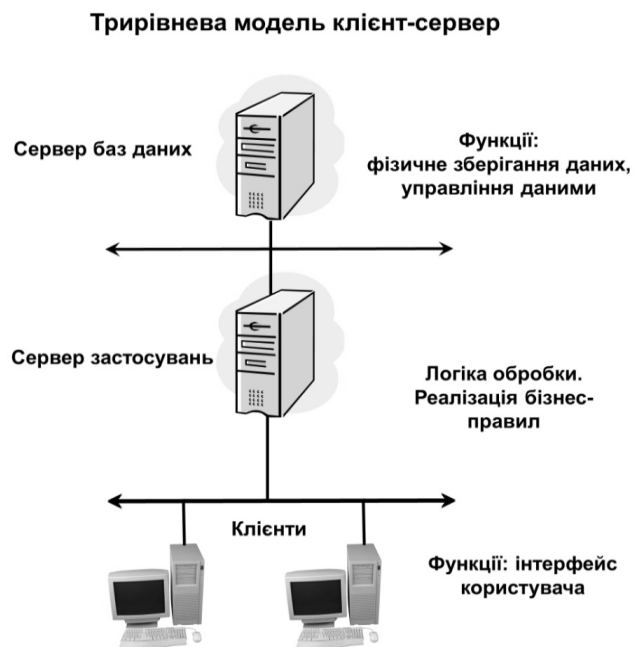 Трирівнева модель клієнт-сервер
Сервер баз даних
Функції:
фізичне зберігання даних,
управління даними
Сервер застосувань
Логіка обробки.
Реалізація бізнес-
правил
Клієнти
Функції: інтерфейс
користувача